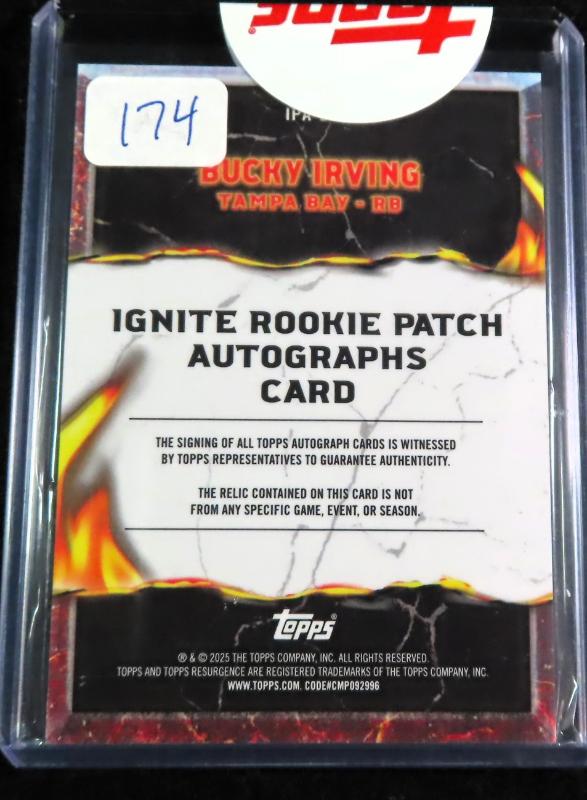 Topps
174
IPA
BUCKY IRVING
TAMPA BAY - RB
IGNITE ROOKIE PATCH
AUTOGRAPHS
CARD
THE SIGNING OF ALL TOPPS AUTOGRAPH CARDS IS WITNESSED
BY TOPPS REPRESENTATIVES TO GUARANTEE AUTHENTICITY.
THE RELIC CONTAINED ON THIS CARD IS NOT
FROM ANY SPECIFIC GAME, EVENT, OR SEASON.
Topps®
® & © 2025 THE TOPPS COMPANY, INC. ALL RIGHTS RESERVED.
TOPPS AND TOPPS RESURGENCE ARE REGISTERED TRADEMARKS OF THE TOPPS COMPANY, INC.
WWW.TOPPS.COM. CODE#CMP092996